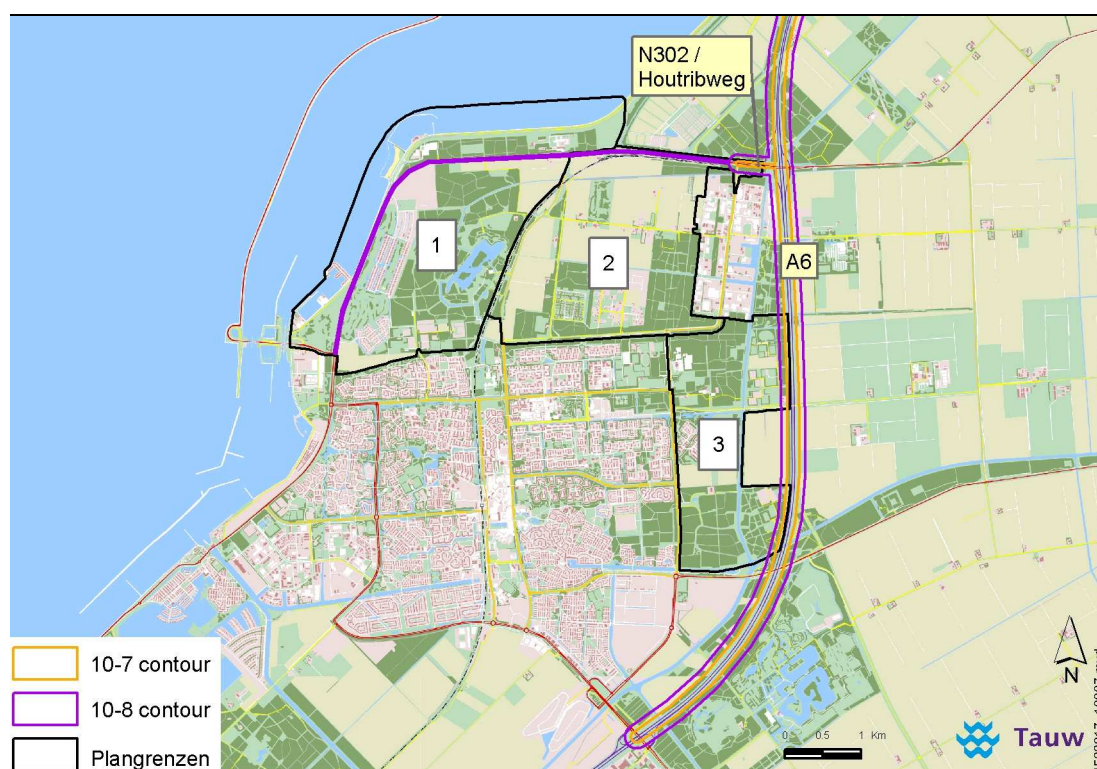 N302 /
Houtribweg
1
2
A6
3
10-7 contour
10-8 contour
Plangrenzen
0 0.5 1 Km
N
Tauw